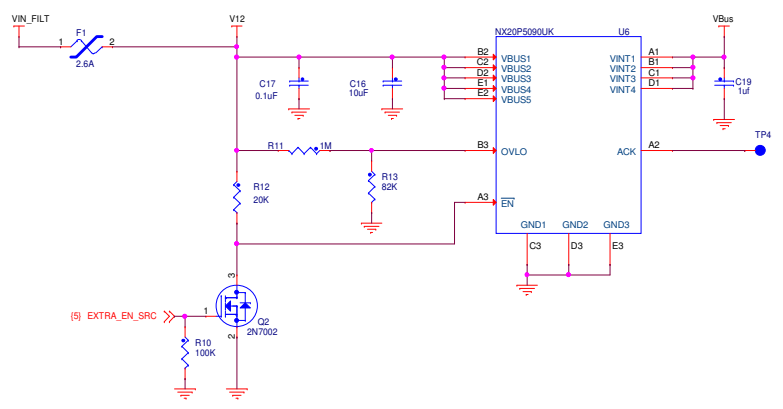 VIN_FILT
V12
VBus
F1
1
2
2.6A
NX20P5090UK
U6
B2
C2
D2
E1
E2
VBUS1
VBUS2
VBUS3
VBUS4
VBUS5
VINT1
VINT2
VINT3
VINT4
A1
B1
C1
D1
C17
0.1uF
C16
10uF
C19
1uf
R11
1M
B3
OVLO
ACK
A2
TP4
R12
20K
R13
82K
A3
EN
GND1
GND2
GND3
C3
D3
E3
3
{5} EXTRA_EN_SRC
1
Q2
2N7002
2
R10
100K